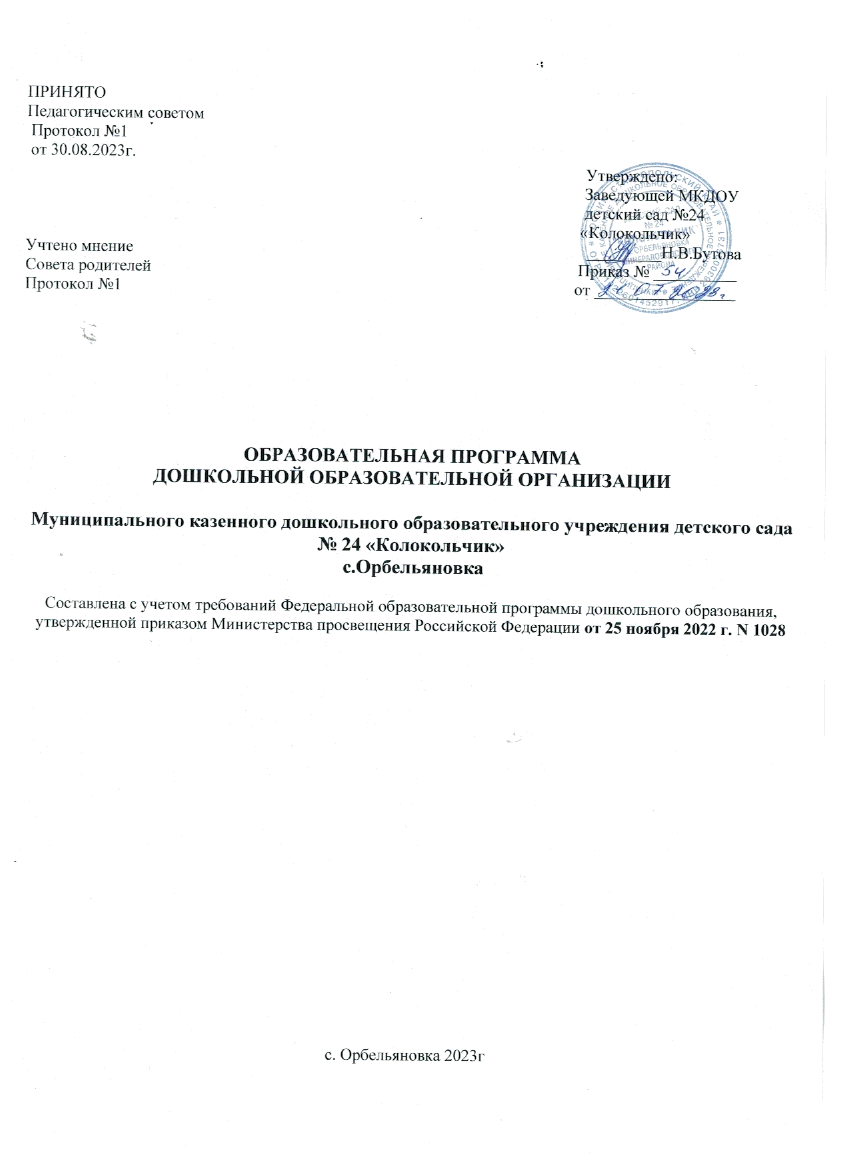 ПРИНЯТО
Педагогическим советом
Протокол №1
от 30.08.2023г.
Утверждено:
Заведующей МКДОУ
детский сад №24
«Колокольчик»
Н.В.Бутова
Приказ № 54
от
Учтено мнение
Совета родителей
Протокол №1
ОБРАЗОВАТЕЛЬНАЯ ПРОГРАММА
ДОШКОЛЬНОЙ ОБРАЗОВАТЕЛЬНОЙ ОРГАНИЗАЦИИ
Муниципального казенного дошкольного образовательного учреждения детского сада
№ 24 «Колокольчик»
с.Орбельяновка
Составлена с учетом требований Федеральной образовательной программы дошкольного образования,
утвержденной приказом Министерства просвещения Российской Федерации от 25 ноября 2022 г. N 1028
с. Орбельяновка 2023г